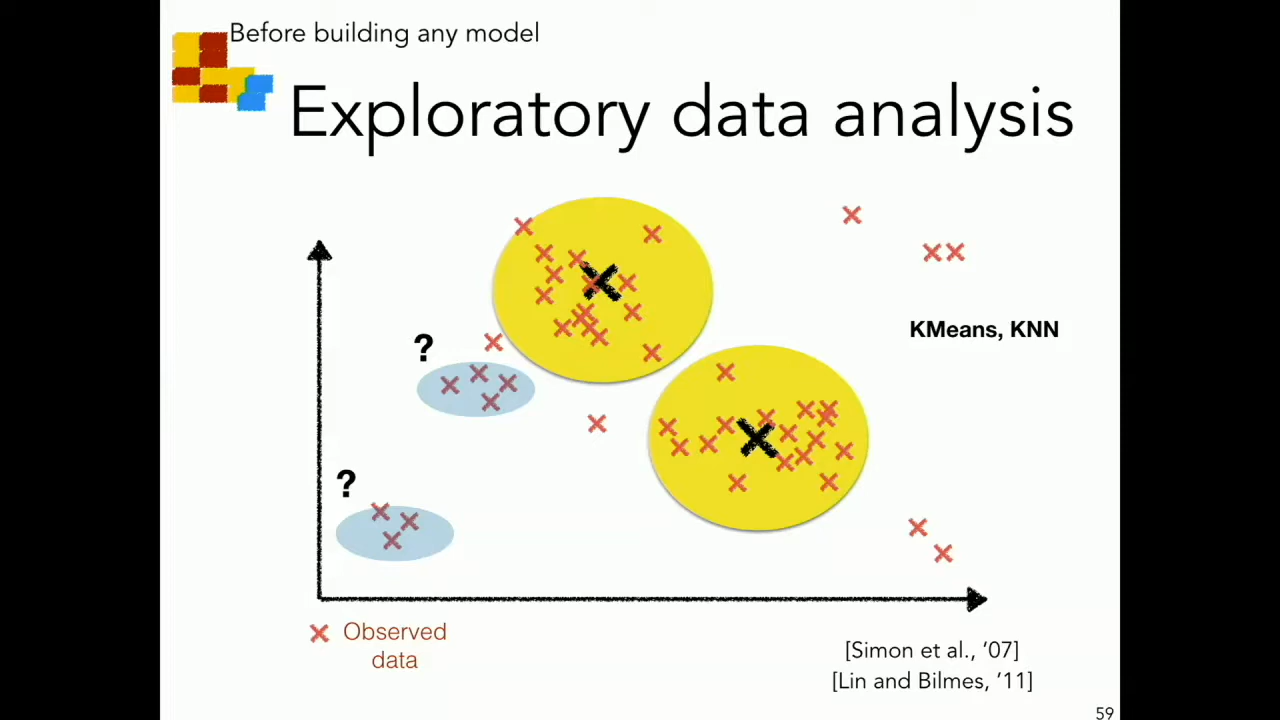 Before building any model
Exploratory data analysis
?
KMeans, KNN
?
Observed
data
[Simon et al., ‘07]
[Lin and Bilmes, ’11]
59